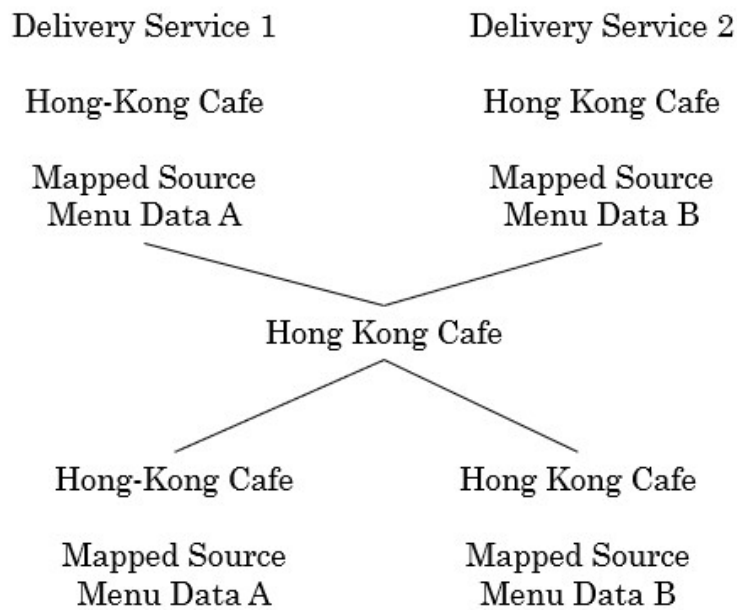 Delivery Service 1
Delivery Service 2
Hong-Kong Cafe
Hong Kong Cafe
Mapped Source
Menu Data A
Mapped Source
Menu Data B
Hong Kong Cafe
Hong-Kong Cafe
Hong Kong Cafe
Mapped Source
Menu Data A
Mapped Source
Menu Data B